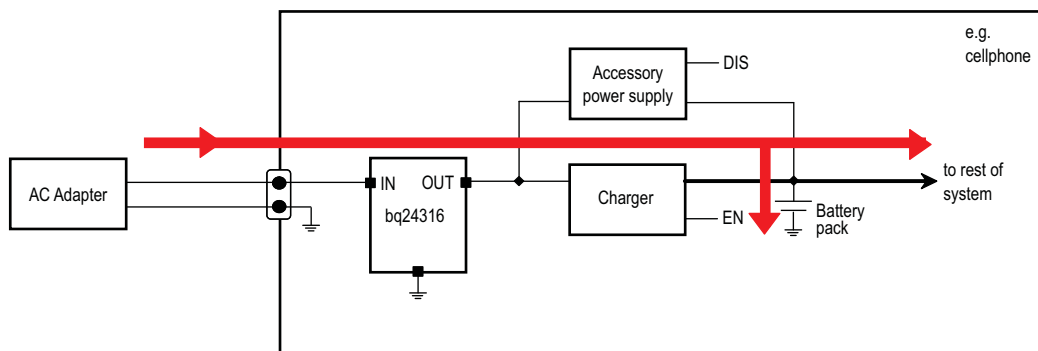 e.g.
cellphone
Accessory
power supply
DIS
AC Adapter
IN
OUT
bq24316
Charger
EN
to rest of
system
Battery
pack